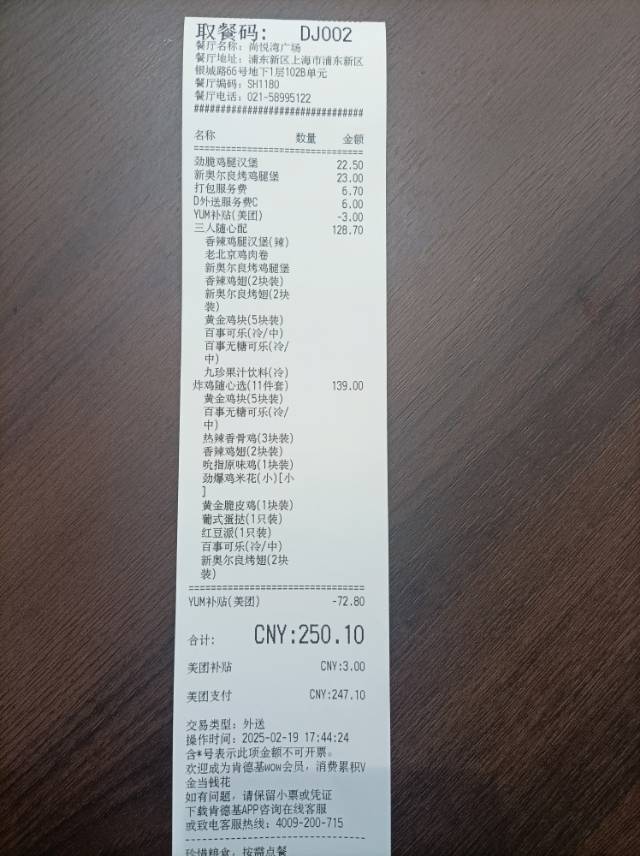 取餐码: DJ002
餐厅名称: 尚悦湾广场
餐厅地址: 浦东新区上海市浦东新区
银城路66号地下1层102B单元
餐厅编码: SH1180
餐厅电话: 021-58995122
##################################
名称 数量 金额
==================================
劲脆鸡腿汉堡 22.50
新奥尔良烤鸡腿堡 23.00
打包服务费 6.70
D外送服务费C 6.00
YUM补贴(美团) -3.00
三人随心配 128.70
香辣鸡腿汉堡(辣)
老北京鸡肉卷
新奥尔良烤鸡腿堡
香辣鸡翅(2块装)
新奥尔良烤翅(2块
装)
黄金鸡块(5块装)
百事可乐(冷/中)
百事无糖可乐(冷/
中)
九珍果汁饮料(冷)
炸鸡随心选(11件套) 139.00
黄金鸡块(5块装)
百事无糖可乐(冷/
中)
热辣香骨鸡(3块装)
香辣鸡翅(2块装)
吮指原味鸡(1块装)
劲爆鸡米花(小)[小
]
黄金脆皮鸡(1块装)
葡式蛋挞(1只装)
红豆派(1只装)
百事可乐(冷/中)
新奥尔良烤翅(2块
装)
==================================
YUM补贴(美团) -72.80
合计: CNY:250.10
美团补贴 CNY:3.00
美团支付 CNY:247.10
交易类型: 外送
操作时间: 2025-02-19 17:44:24
含*号表示此项金额不可开票。
欢迎成为肯德基WOW会员, 消费累积V
金当钱花
如有问题, 请保留小票或凭证
下载肯德基APP咨询在线客服
或致电客服热线: 4009-200-715
----------------------------------
珍惜粮食, 按需点餐